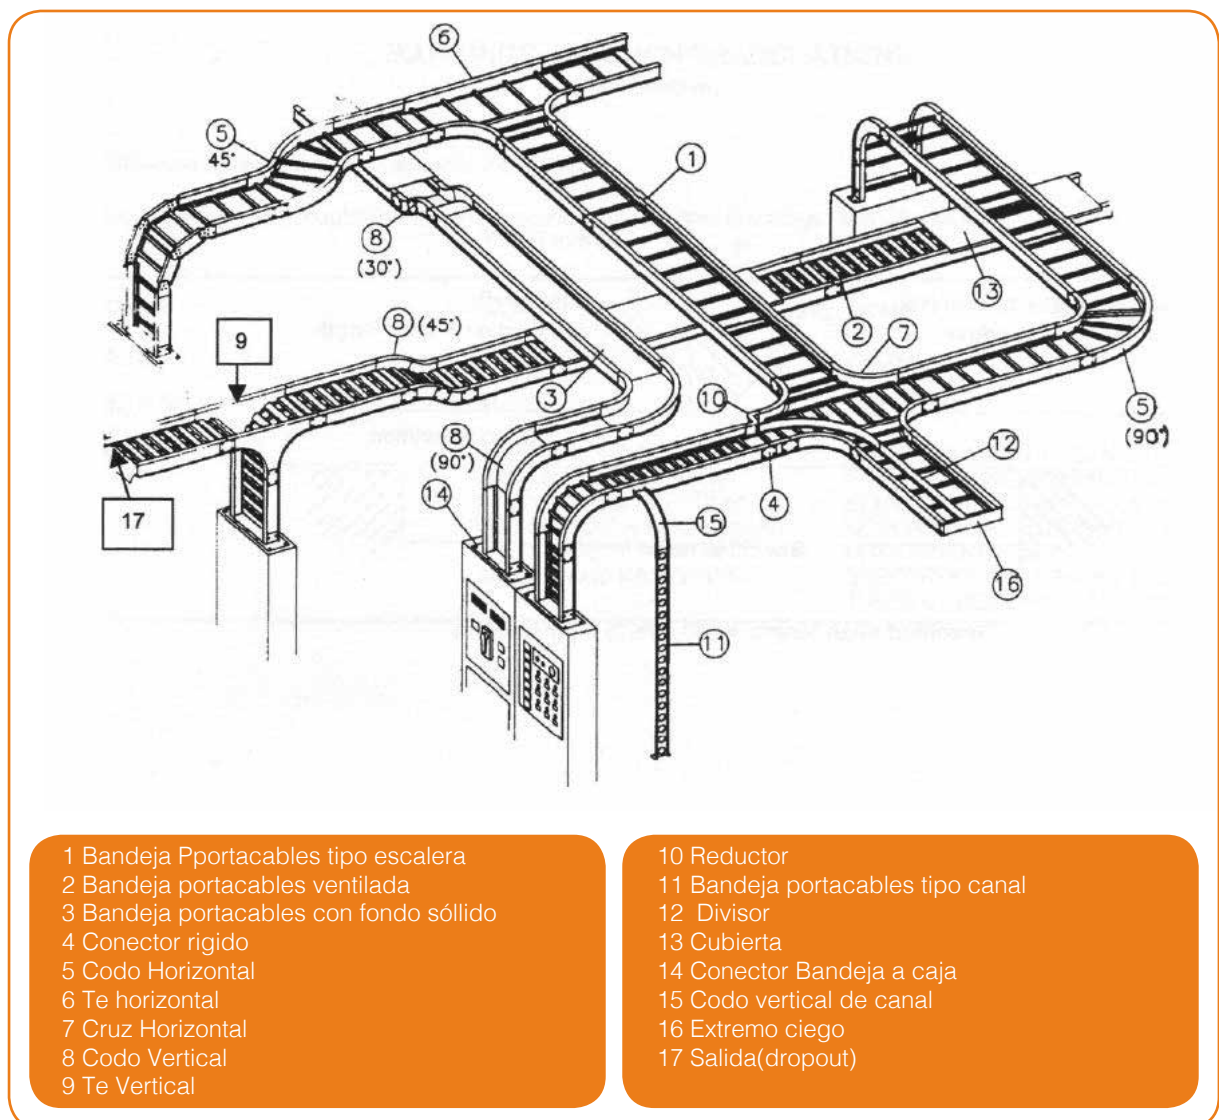 6
5
45°
1
8
(30°)
13
2
7
9
8 (45°)
3
10
5
(90°)
8
(90°)
12
14
4
15
17
16
11
1 Bandeja Pportacables tipo escalera
2 Bandeja portacables ventilada
3 Bandeja portacables con fondo sóllido
4 Conector rigido
5 Codo Horizontal
6 Te horizontal
7 Cruz Horizontal
8 Codo Vertical
9 Te Vertical
10 Reductor
11 Bandeja portacables tipo canal
12 Divisor
13 Cubierta
14 Conector Bandeja a caja
15 Codo vertical de canal
16 Extremo ciego
17 Salida(dropout)